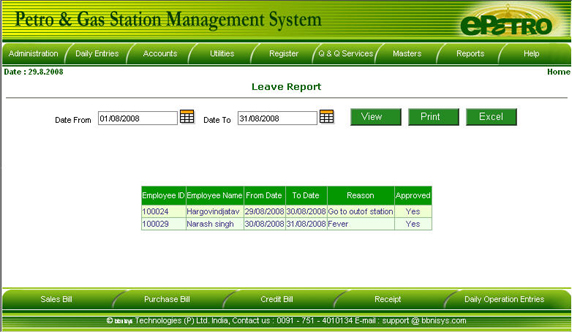 Petro & Gas Station Management System
ePETRO
Administration Daily Entries Accounts Utilities Register Q & Q Services Masters Reports Help
Date : 29.8.2008 Home
Leave Report
Date From 01/08/2008 Date To 31/08/2008 View Print Excel
Employee ID Employee Name From Date To Date Reason Approved
100024 Hargovindjatav 29/08/2008 30/08/2008 Go to outof station Yes
100029 Narash singh 30/08/2008 31/08/2008 Fever Yes
Sales Bill Purchase Bill Credit Bill Receipt Daily Operation Entries
© bbnisys Technologies (P) Ltd. India, Contact us : 0091 - 751 - 4010134 E-mail : support @ bbnisys.com